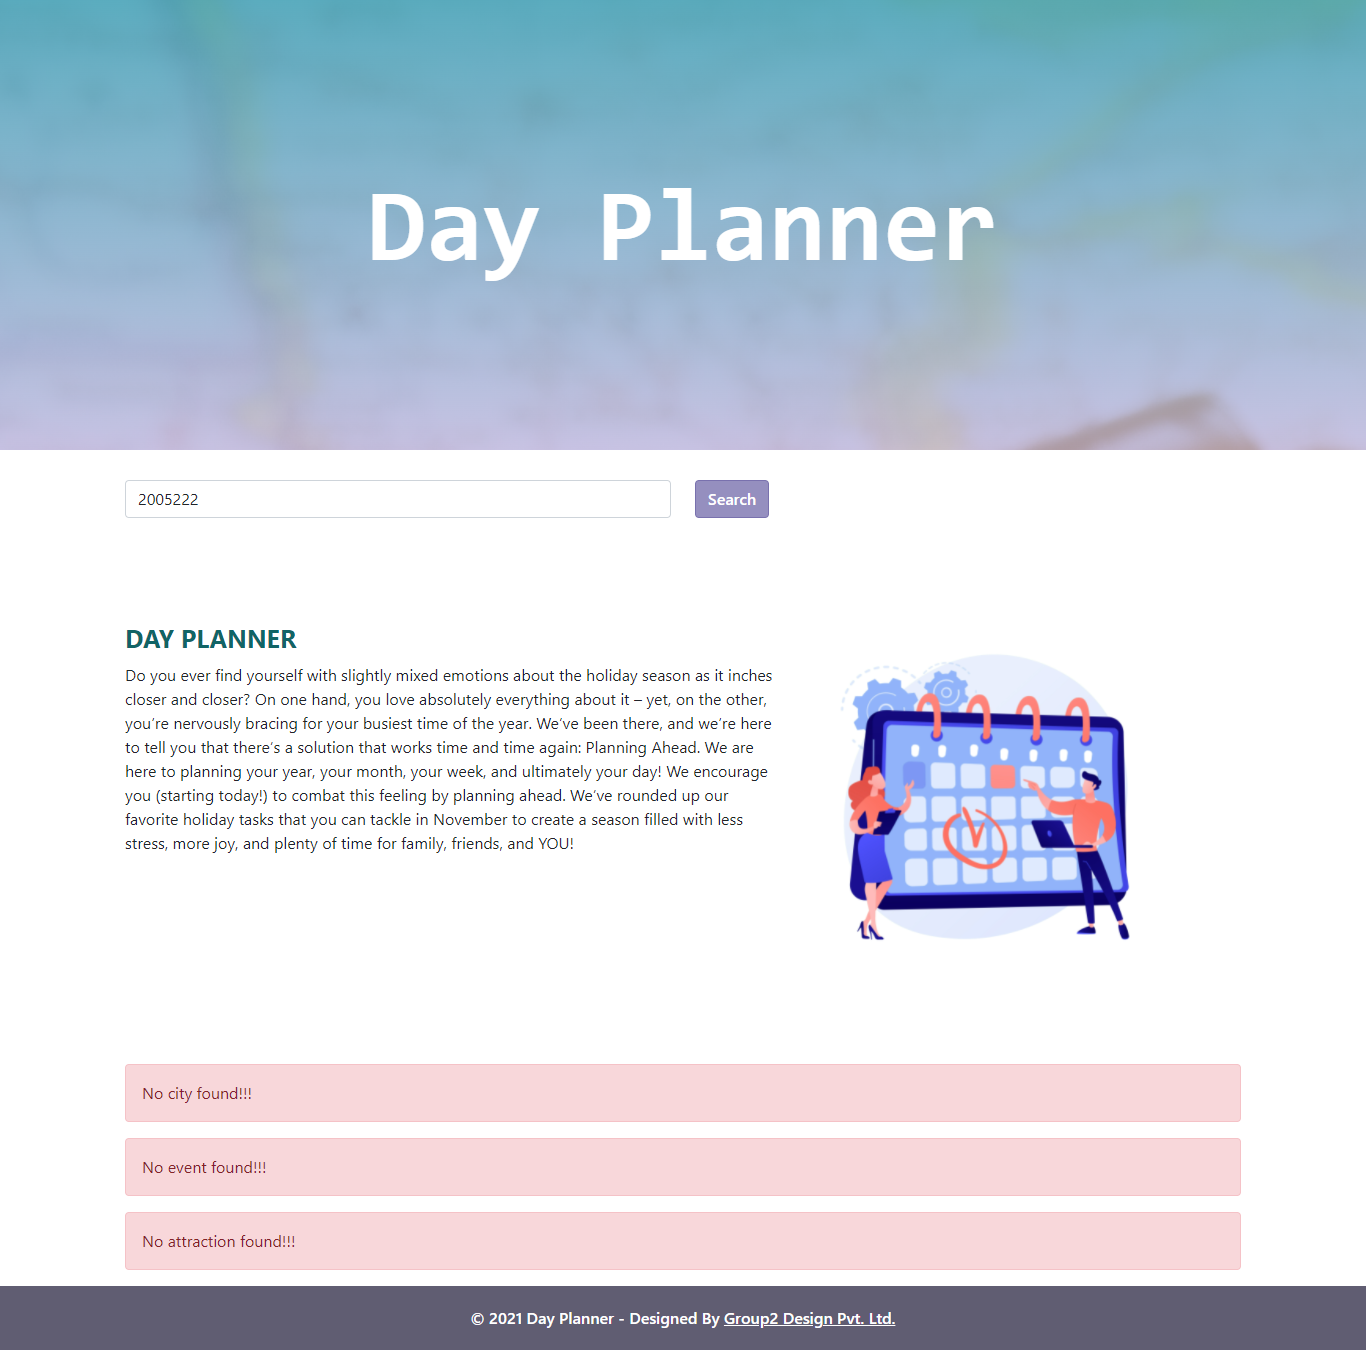 Day Planner
2005222
Search
DAY PLANNER
Do you ever find yourself with slightly mixed emotions about the holiday season as it inches
closer and closer? On one hand, you love absolutely everything about it – yet, on the other,
you’re nervously bracing for your busiest time of the year. We’ve been there, and we’re here
to tell you that there’s a solution that works time and time again: Planning Ahead. We are
here to planning your year, your month, your week, and ultimately your day! We encourage
you (starting today!) to combat this feeling by planning ahead. We’ve rounded up our
favorite holiday tasks that you can tackle in November to create a season filled with less
stress, more joy, and plenty of time for family, friends, and YOU!
No city found!!!
No event found!!!
No attraction found!!!
© 2021 Day Planner - Designed By Group2 Design Pvt. Ltd.